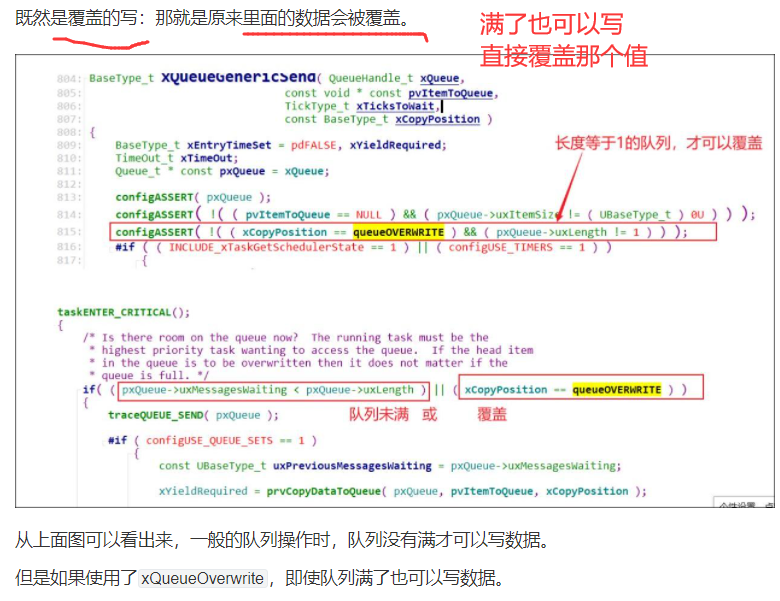 既然是覆盖的写：那就是原来里面的数据会被覆盖。
满了也可以写
直接覆盖那个值
804: BaseType_t xQueueGenericSend( QueueHandle_t xQueue,
805: const void * const pvItemToQueue,
806: TickType_t xTicksToWait,
807: const BaseType_t xCopyPosition )
808: {
809: BaseType_t xEntryTimeSet = pdFALSE, xYieldRequired;
810: TimeOut_t xTimeOut;
811: Queue_t * const pxQueue = xQueue;
长度等于1的队列，才可以覆盖
812:
813: configASSERT( pxQueue );
814: configASSERT( !( ( pvItemToQueue == NULL ) && ( pxQueue->uxItemSize != ( UBaseType_t ) 0U ) ) );
815: configASSERT( !( ( xCopyPosition == queueOVERWRITE ) && ( pxQueue->uxLength != 1 ) ) );
816: #if ( ( INCLUDE_xTaskGetSchedulerState == 1 ) || ( configUSE_TIMERS == 1 ) )
817: {
taskENTER_CRITICAL();
{
/* Is there room on the queue now? The running task must be the
* highest priority task wanting to access the queue. If the head item
* in the queue is to be overwritten then it does not matter if the
* queue is full. */
if( ( pxQueue->uxMessagesWaiting < pxQueue->uxLength ) || ( xCopyPosition == queueOVERWRITE ) )
{
traceQUEUE_SEND( pxQueue );
队列未满 或 覆盖
#if ( configUSE_QUEUE_SETS == 1 )
{
const UBaseType_t uxPreviousMessagesWaiting = pxQueue->uxMessagesWaiting;
xYieldRequired = prvCopyDataToQueue( pxQueue, pvItemToQueue, xCopyPosition );
从上面图可以看出来，一般的队列操作时，队列没有满才可以写数据。
但是如果使用了xQueueOverwrite，即使队列满了也可以写数据。